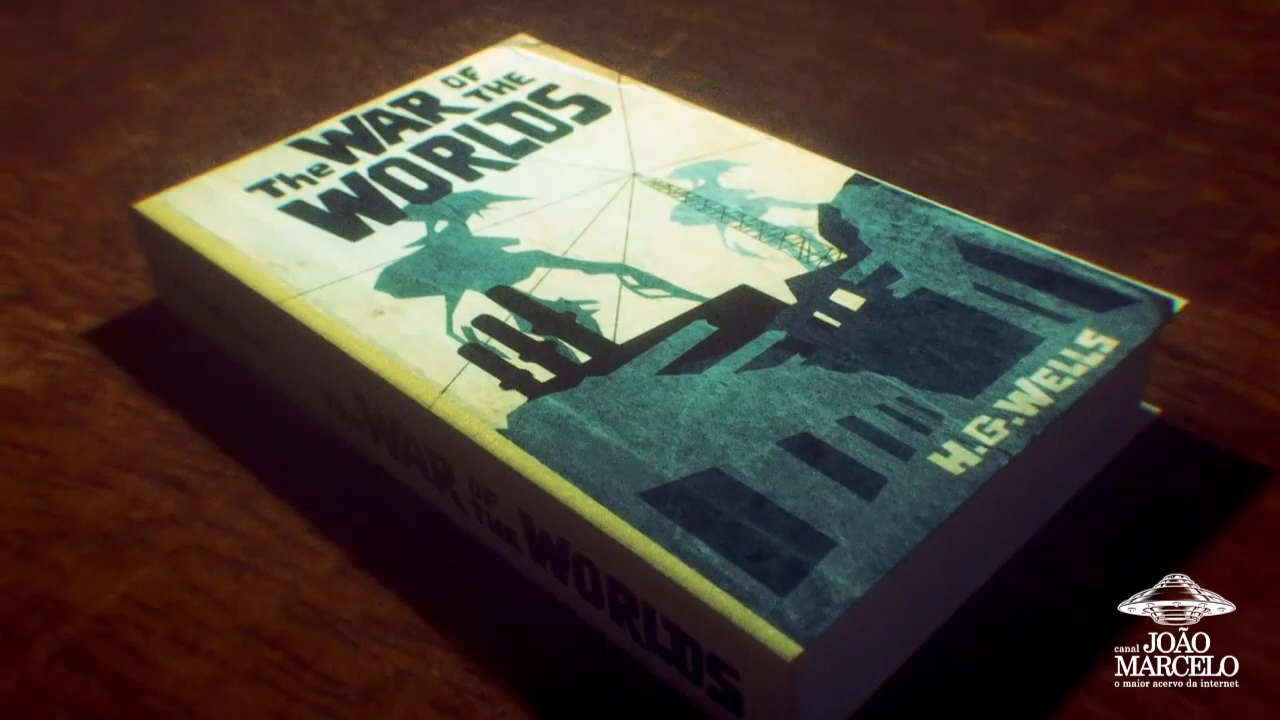 The WAR OF THE
WORLDS
H.G.WELLS
THE WAR OF THE WORLDS
canal JOÃO
MARCELO
o maior acervo da internet